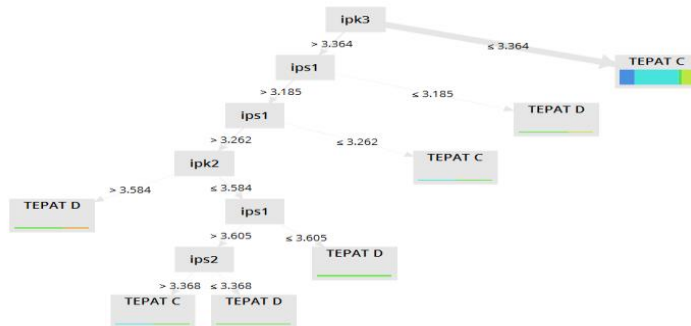 ipk3
> 3.364
≤ 3.364
ips1
TEPAT C
> 3.185
≤ 3.185
ips1
TEPAT D
> 3.262
≤ 3.262
ipk2
TEPAT C
> 3.584
≤ 3.584
TEPAT D
ips1
> 3.605
≤ 3.605
ips2
TEPAT D
> 3.368
≤ 3.368
TEPAT C
TEPAT D